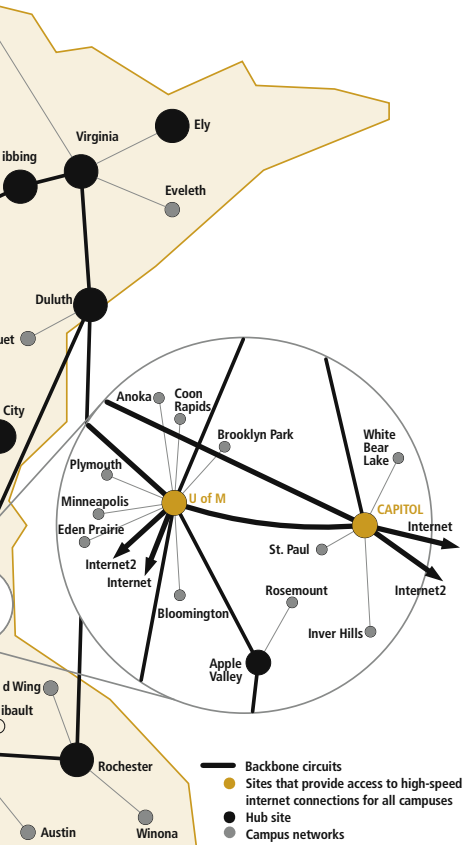 Ely
Virginia
ibbing
Eveleth
Duluth
uet
City
Anoka
Coon
Rapids
Brooklyn Park
White
Bear
Lake
Plymouth
U of M
Minneapolis
CAPITOL
Eden Prairie
Internet
St. Paul
Internet2
Internet
Internet2
Rosemount
Bloomington
Inver Hills
Apple
Valley
d Wing
ibault
Rochester
Austin
Winona
Backbone circuits
Sites that provide access to high-speed
internet connections for all campuses
Hub site
Campus networks